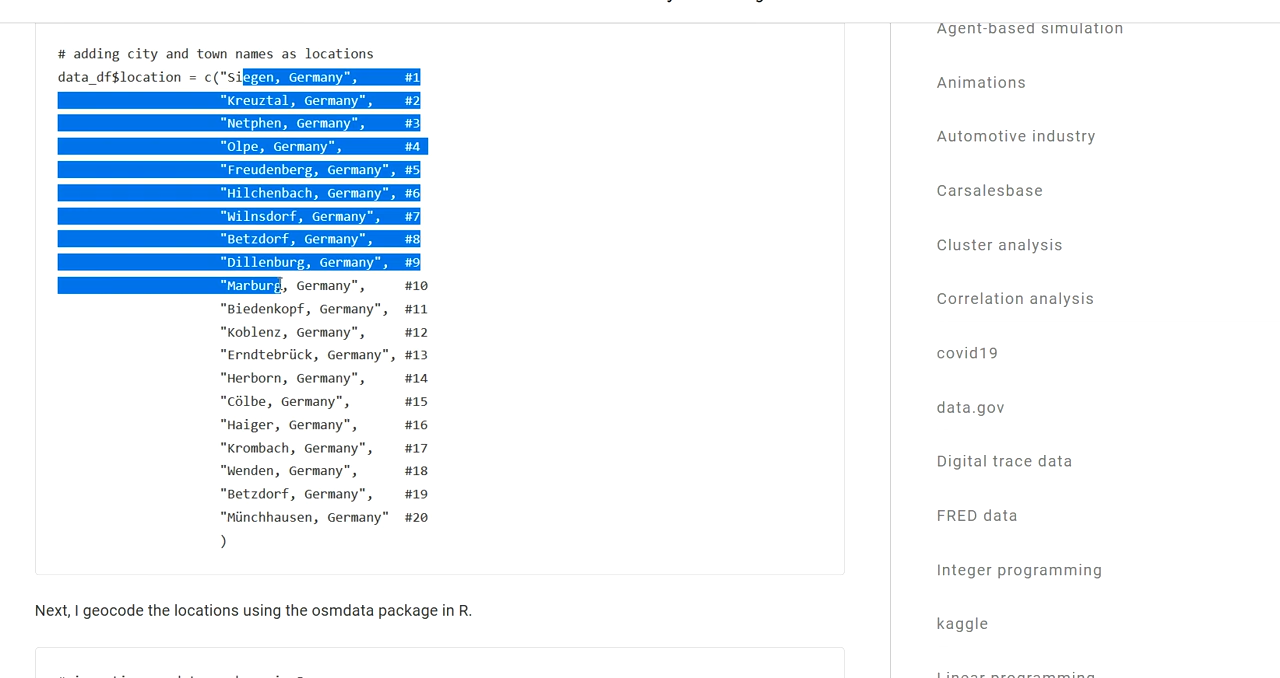 # adding city and town names as locations
data_df$location = c("Siegen, Germany", #1
"Kreuztal, Germany", #2
"Netphen, Germany", #3
"Olpe, Germany", #4
"Freudenberg, Germany", #5
"Hilchenbach, Germany", #6
"Wilnsdorf, Germany", #7
"Betzdorf, Germany", #8
"Dillenburg, Germany", #9
"Marburg, Germany", #10
"Biedenkopf, Germany", #11
"Koblenz, Germany", #12
"Erndtebrück, Germany", #13
"Herborn, Germany", #14
"Cölbe, Germany", #15
"Haiger, Germany", #16
"Krombach, Germany", #17
"Wenden, Germany", #18
"Betzdorf, Germany", #19
"Münchhausen, Germany" #20
)
Next, I geocode the locations using the osmdata package in R.
Agent-based simulation
Animations
Automotive industry
Carsalesbase
Cluster analysis
Correlation analysis
covid19
data.gov
Digital trace data
FRED data
Integer programming
kaggle
Linear programming